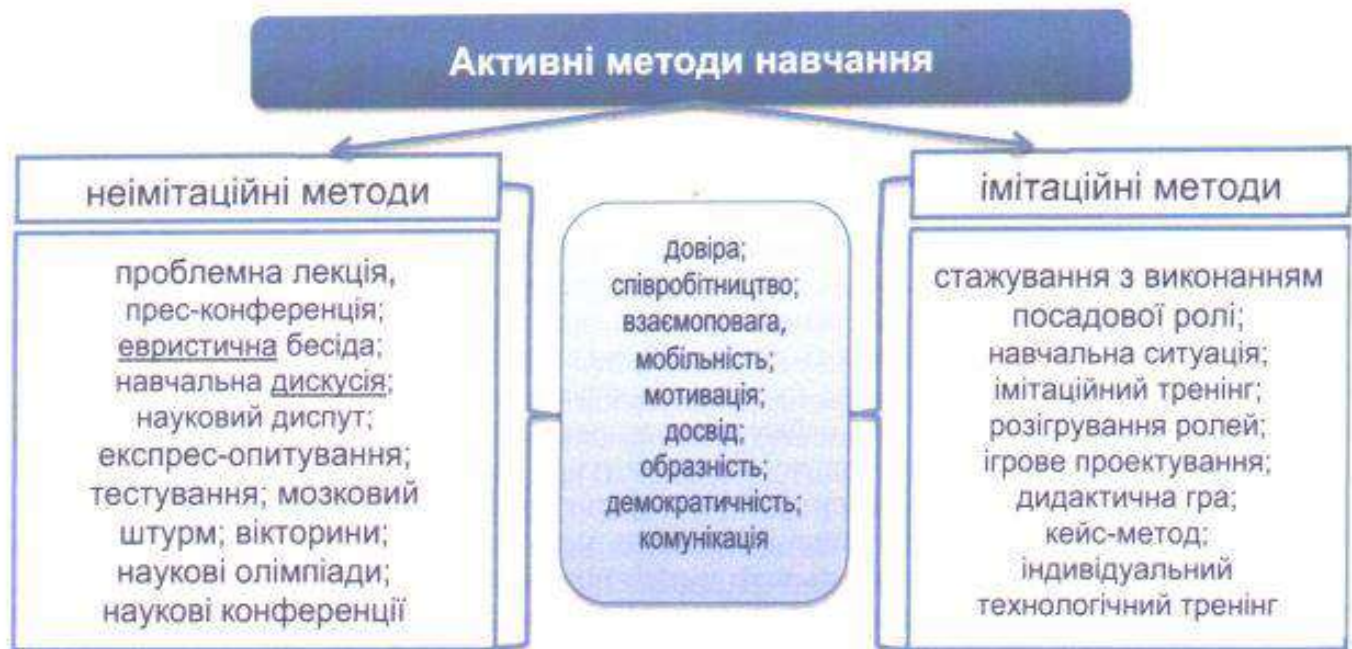 Активні методи навчання
неімітаційні методи
проблемна лекція,
прес-конференція;
евристична бесіда;
навчальна дискусія;
науковий диспут;
експрес-опитування;
тестування; мозковий
штурм; вікторини;
наукові олімпіади;
наукові конференції
довіра;
співробітництво;
взаємоповага,
мобільність;
мотивація;
досвід;
образність;
демократичність;
комунікація
імітаційні методи
стажування з виконанням
посадової ролі;
навчальна ситуація;
імітаційний тренінг;
розігрування ролей;
ігрове проектування;
дидактична гра;
кейс-метод;
індивідуальний
технологічний тренінг